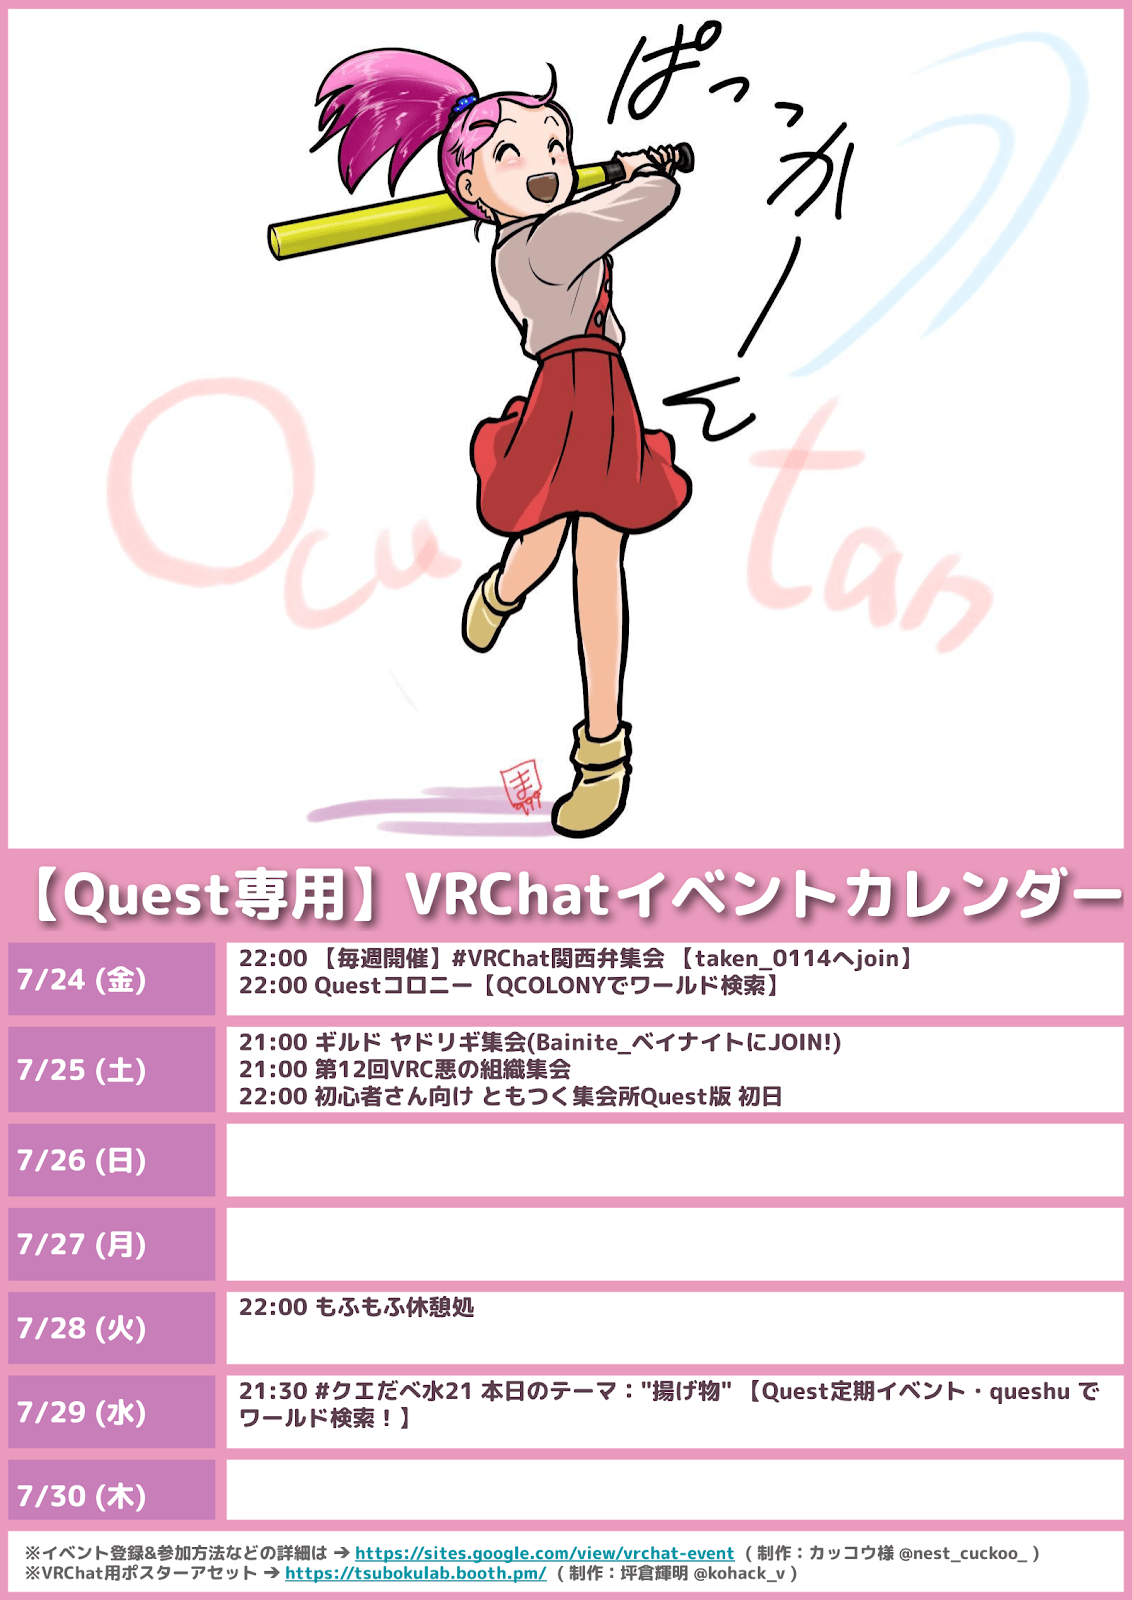 ぱっっかーん
Qcu tan
ま
999
【Quest専用】VRChatイベントカレンダー
7/24 (金)
22:00 【毎週開催】#VRChat関西弁集会 【taken_0114へjoin】
22:00 Questコロニー【QCOLONYでワールド検索】
7/25 (土)
21:00 ギルド ヤドリギ集会(Bainite_ベイナイトにJOIN!)
21:00 第12回VRC悪の組織集会
22:00 初心者さん向け ともつく集会所Quest版 初日
7/26 (日)
7/27 (月)
7/28 (火)
22:00 もふもふ休憩処
7/29 (水)
21:30 #クエだべ水21 本日のテーマ："揚げ物" 【Quest定期イベント・queshu で
ワールド検索！】
7/30 (木)
※イベント登録&参加方法などの詳細は ➔ https://sites.google.com/view/vrchat-event ( 制作：カッコウ様 @nest_cuckoo_ )
※VRChat用ポスターアセット ➔ https://tsubokulab.booth.pm/ ( 制作：坪倉輝明 @kohack_v )